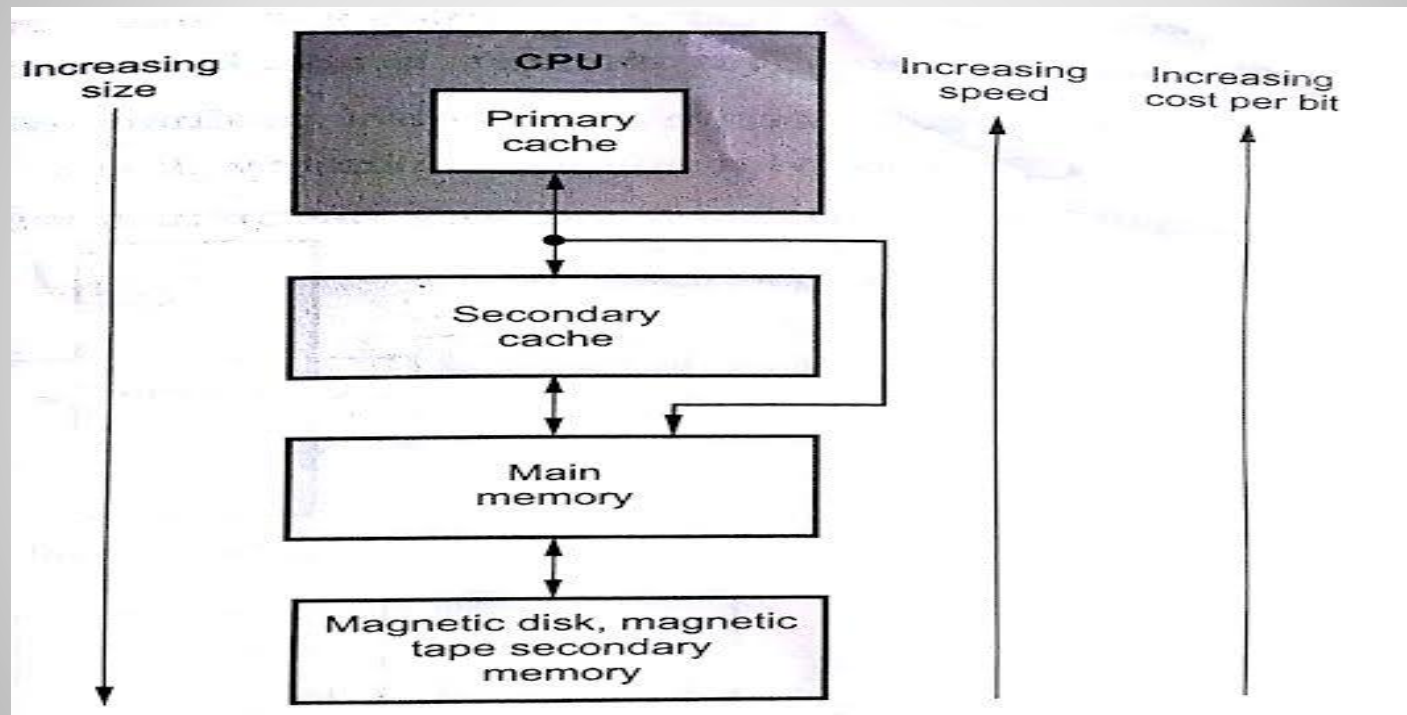 Increasing
size
CPU
Primary
cache
Increasing
speed
Increasing
cost per bit
Secondary
cache
Main
memory
Magnetic disk, magnetic
tape secondary
memory